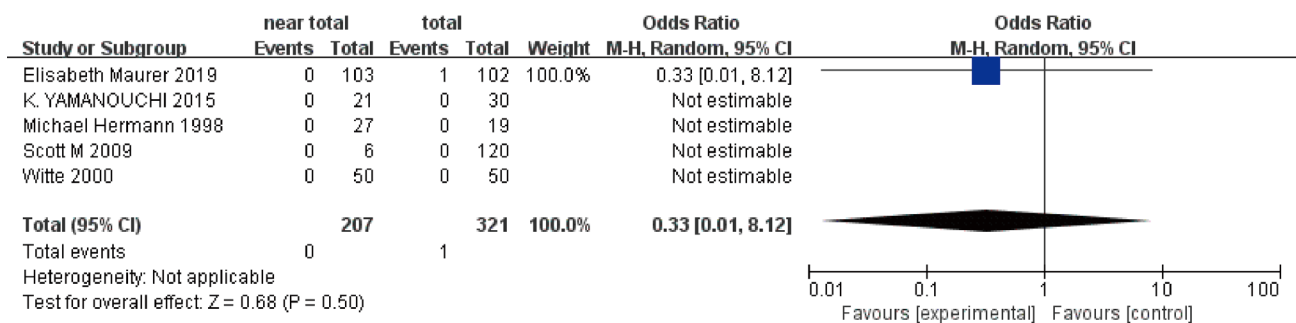 near total total Odds Ratio Odds Ratio
Study or Subgroup Events Total Events Total Weight M-H, Random, 95% CI M-H, Random, 95% CI
Elisabeth Maurer 2019 0 103 1 102 100.0% 0.33 [0.01, 8.12]
K. YAMANOUCHI 2015 0 21 0 30 Not estimable
Michael Hermann 1998 0 27 0 19 Not estimable
Scott M 2009 0 6 0 120 Not estimable
Witte 2000 0 50 0 50 Not estimable
Total (95% CI) 207 321 100.0% 0.33 [0.01, 8.12]
Total events 0 1
Heterogeneity: Not applicable
Test for overall effect: Z = 0.68 (P = 0.50)
0.01 0.1 1 10 100
Favours [experimental] Favours [control]